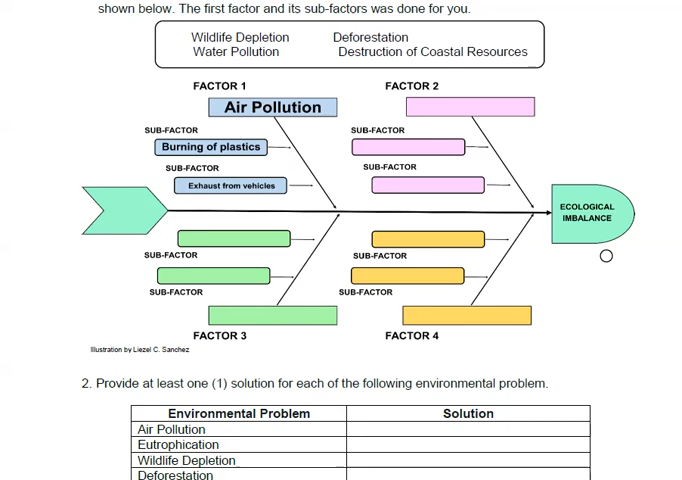 shown below. The first factor and its sub-factors was done for you.
Wildlife Depletion Deforestation
Water Pollution Destruction of Coastal Resources
FACTOR 1 FACTOR 2
Air Pollution
SUB-FACTOR SUB-FACTOR
Burning of plastics
SUB-FACTOR SUB-FACTOR
Exhaust from vehicles
ECOLOGICAL
IMBALANCE
SUB-FACTOR SUB-FACTOR
SUB-FACTOR SUB-FACTOR
FACTOR 3 FACTOR 4
Illustration by Liezel C. Sanchez
2. Provide at least one (1) solution for each of the following environmental problem.
Environmental Problem Solution
Air Pollution
Eutrophication
Wildlife Depletion
Deforestation